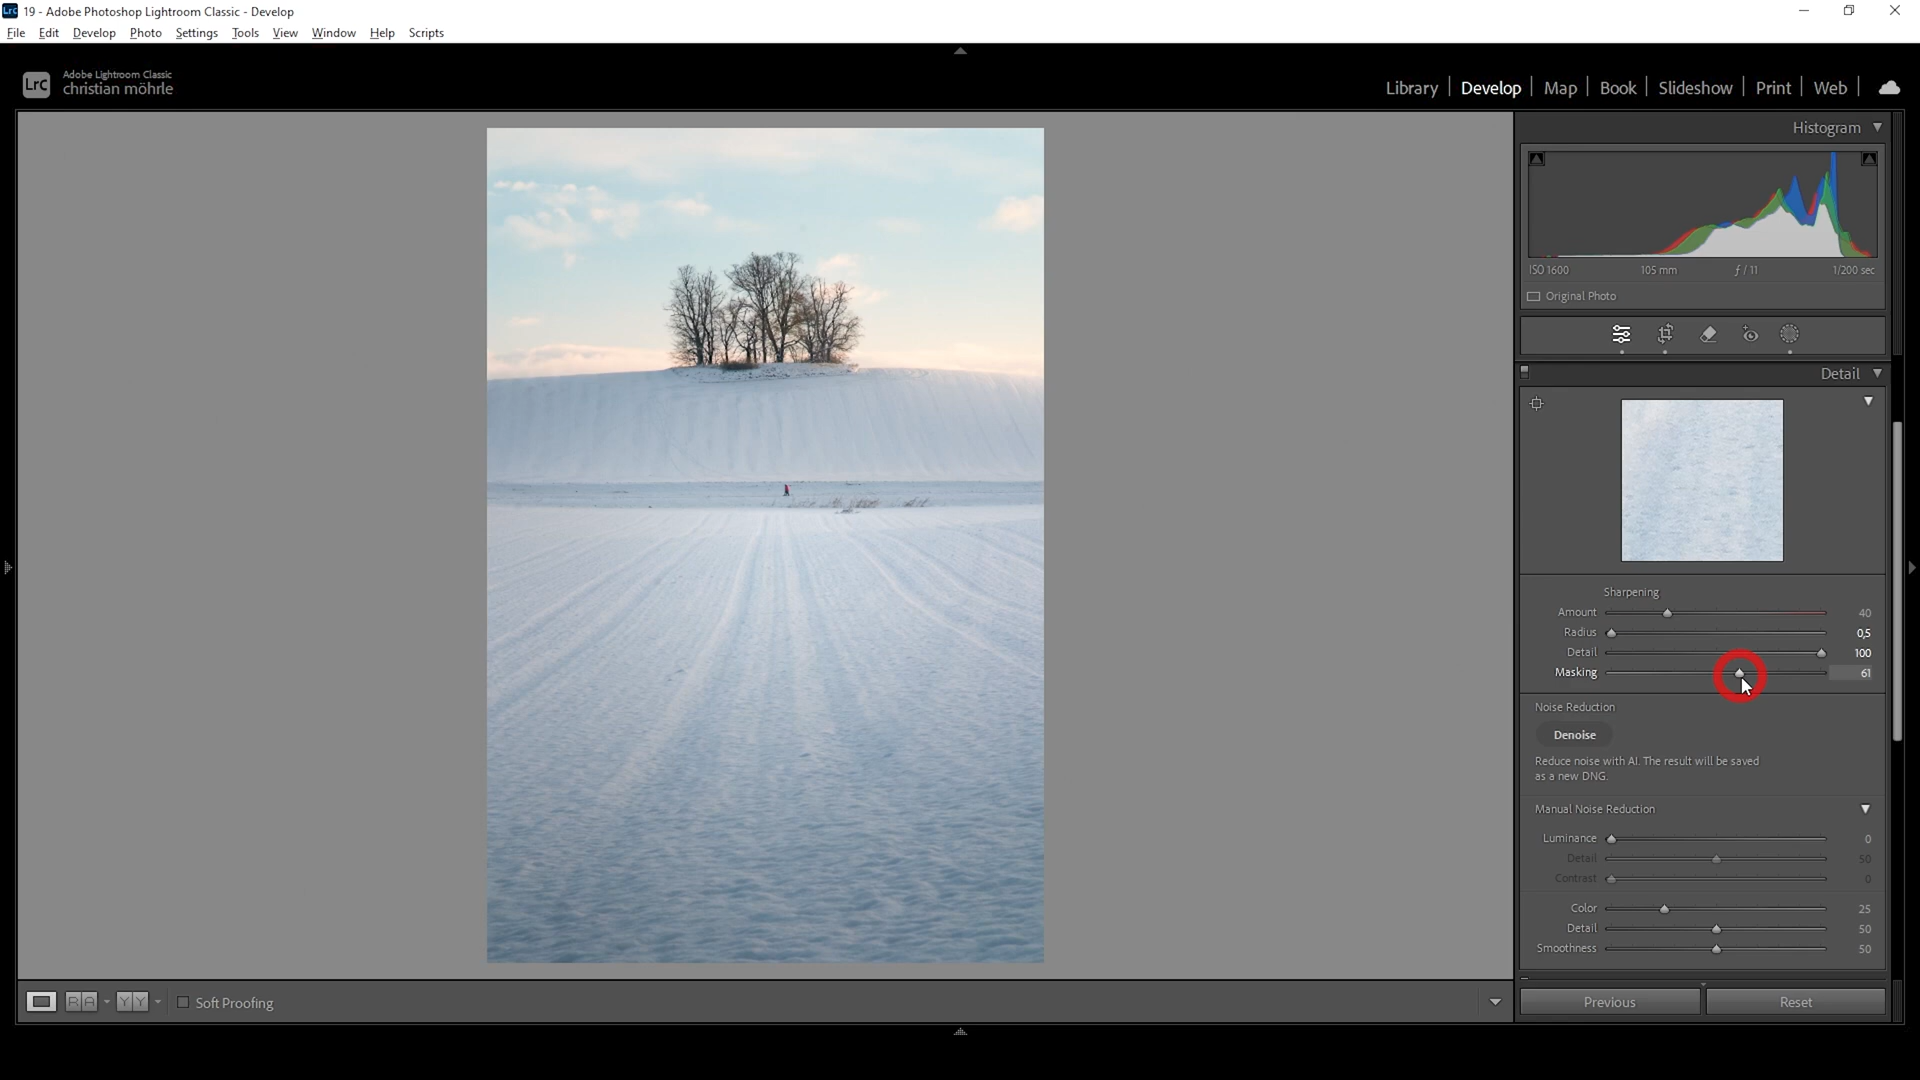 Lrc 19 - Adobe Photoshop Lightroom Classic - Develop
File Edit Develop Photo Settings Tools View Window Help Scripts
LrC Adobe Lightroom Classic
christian möhrle
Library Develop Map Book Slideshow Print Web
Histogram
ISO 1600 105 mm ƒ / 11 1/200 sec
Original Photo
Detail
Sharpening
Amount 40
Radius 0,5
Detail 100
Masking 61
Noise Reduction
Denoise
Reduce noise with AI. The result will be saved
as a new DNG.
Manual Noise Reduction
Luminance 0
Detail 50
Contrast 0
Color 25
Detail 50
Smoothness 50
R A Y Y Soft Proofing
Previous Reset